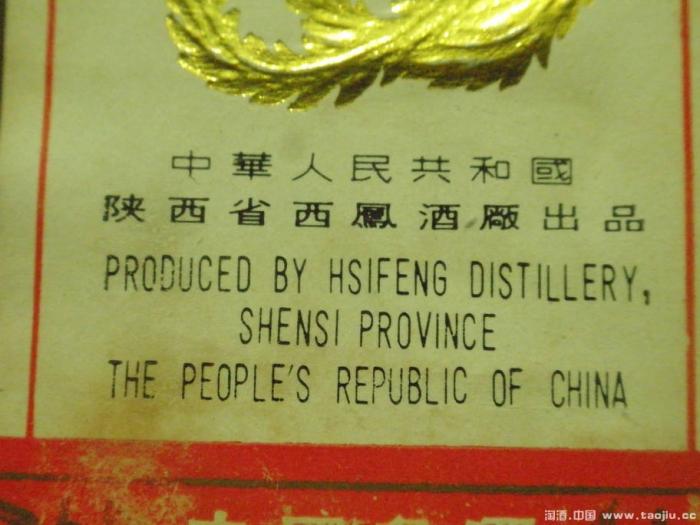 中華人民共和國
陕西省西鳳酒廠出品
PRODUCED BY HSIFENG DISTILLERY,
SHENSI PROVINCE
THE PEOPLE'S REPUBLIC OF CHINA
淘酒.中国 www.taojiu.cc